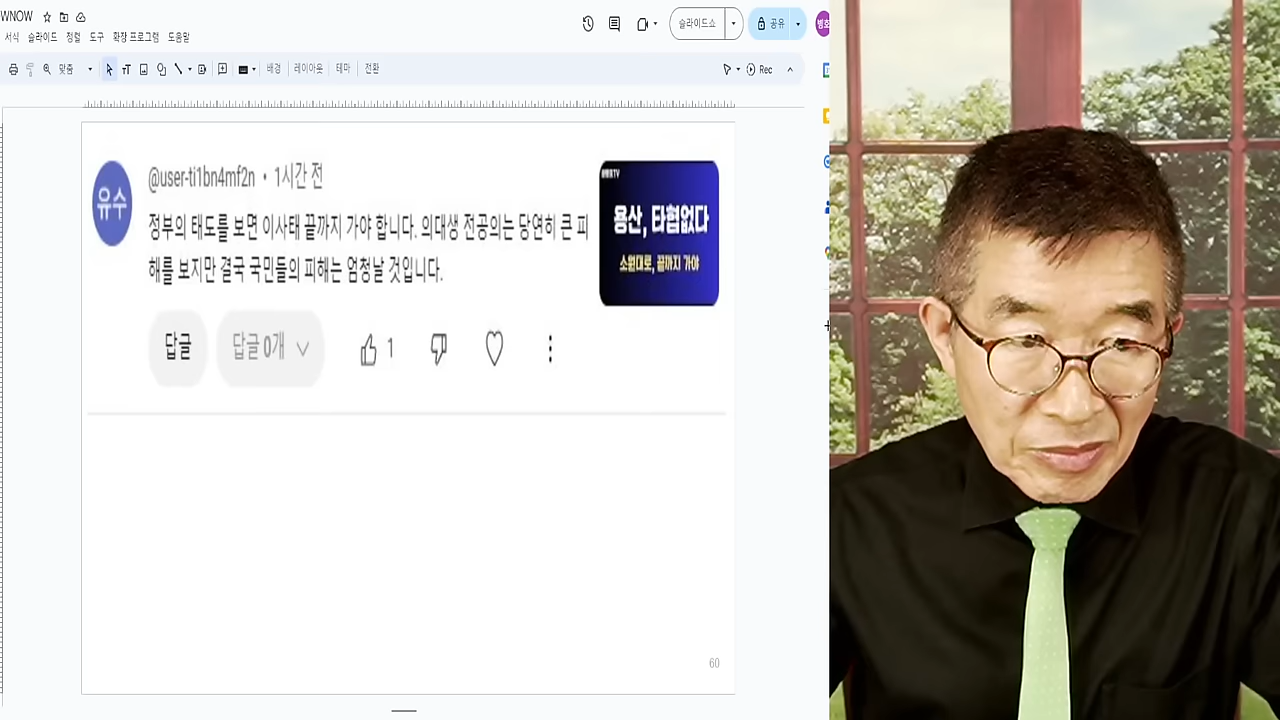 WNOW
서식 슬라이드 정렬 도구 확장 프로그램 도움말
슬라이드쇼
공유
병호
맞춤
배경 레이아웃 테마 전환
Rec
유수
@user-ti1bn4mf2n • 1시간 전
정부의 태도를 보면 이사태 끝까지 가야 합니다. 의대생 전공의는 당연히 큰 피
해를 보지만 결국 국민들의 피해는 엄청날 것입니다.
용산, 타협없다
소원대로, 끝까지 가야
답글
답글 0개
1
60